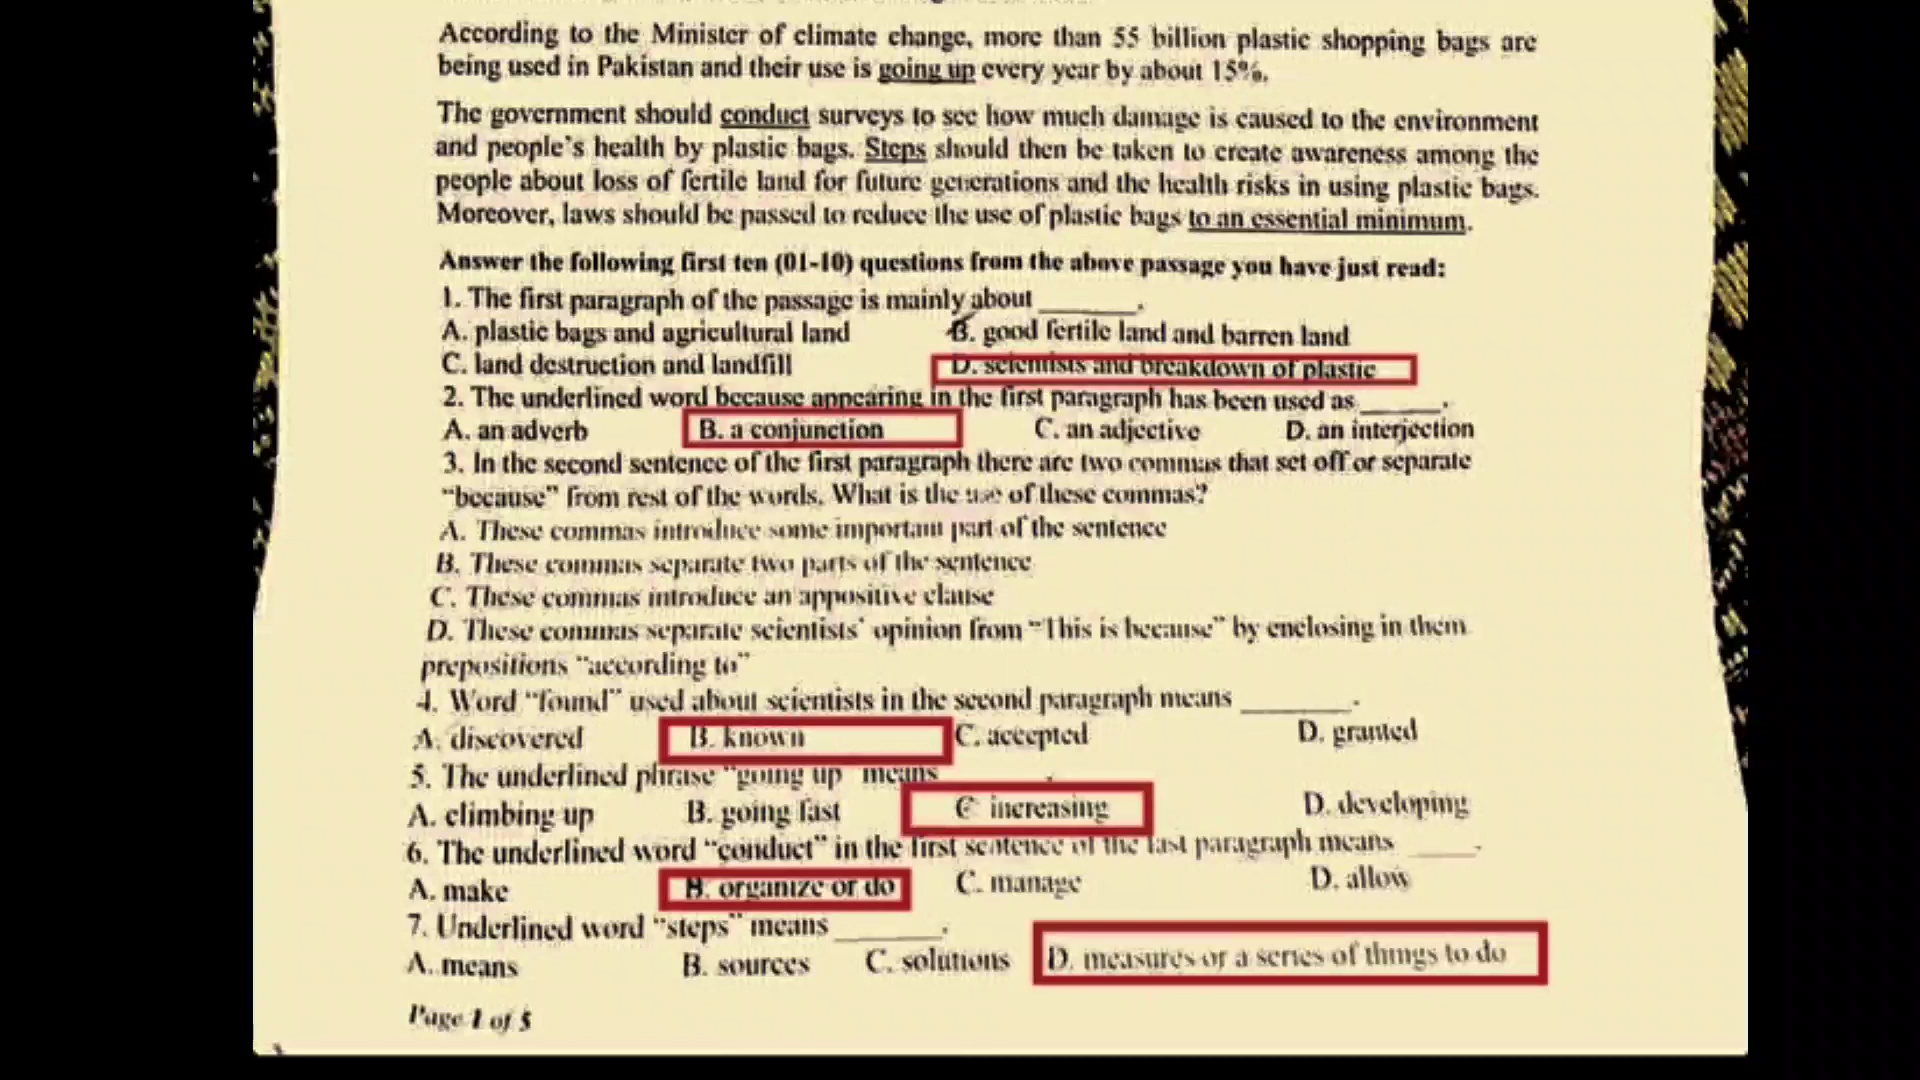 According to the Minister of climate change, more than 55 billion plastic shopping bags are
being used in Pakistan and their use is going up every year by about 15%.
The government should conduct surveys to see how much damage is caused to the environment
and people's health by plastic bags. Steps should then be taken to create awareness among the
people about loss of fertile land for future generations and the health risks in using plastic bags.
Moreover, laws should be passed to reduce the use of plastic bags to an essential minimum.
Answer the following first ten (01-10) questions from the above passage you have just read:
1. The first paragraph of the passage is mainly about _______.
A. plastic bags and agricultural land B. good fertile land and barren land
C. land destruction and landfill D. scientists and breakdown of plastic
2. The underlined word because appearing in the first paragraph has been used as ______.
A. an adverb B. a conjunction C. an adjective D. an interjection
3. In the second sentence of the first paragraph there are two commas that set off or separate
"because" from rest of the words. What is the use of these commas?
A. These commas introduce some important part of the sentence
B. These commas separate two parts of the sentence
C. These commas introduce an appositive clause
D. These commas separate scientists' opinion from "This is because" by enclosing in them
prepositions "according to"
4. Word "found" used about scientists in the second paragraph means ________.
A. discovered B. known C. accepted D. granted
5. The underlined phrase "going up" means ________.
A. climbing up B. going fast C increasing D. developing
6. The underlined word "conduct" in the first sentence of the last paragraph means ____.
A. make B. organize or do C. manage D. allow
7. Underlined word "steps" means ________.
A. means B. sources C. solutions D. measures or a series of things to do
Page 1 of 5